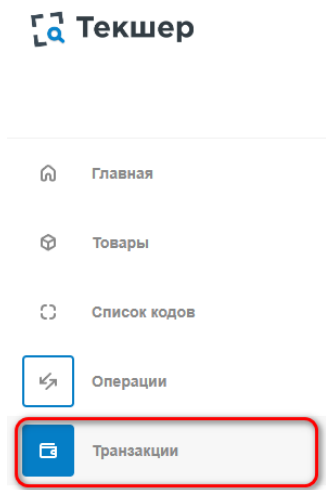 Текшер
Главная
Товары
Список кодов
Операции
Транзакции